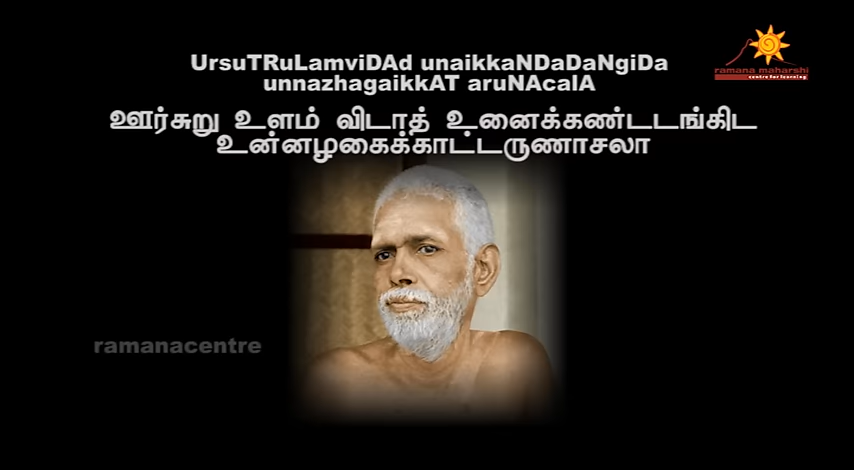 UrsuTRuLamviDAd unaikkaNDaDaNgiDa
unnazhagaikkAT aruNAcalA
ஊர்சுறு உளம் விடாத் உனைக்கண்டடங்கிட
உன்னழகைக்காட்டருணாசலா
ramana maharshi
centre for learning
ramanacentre